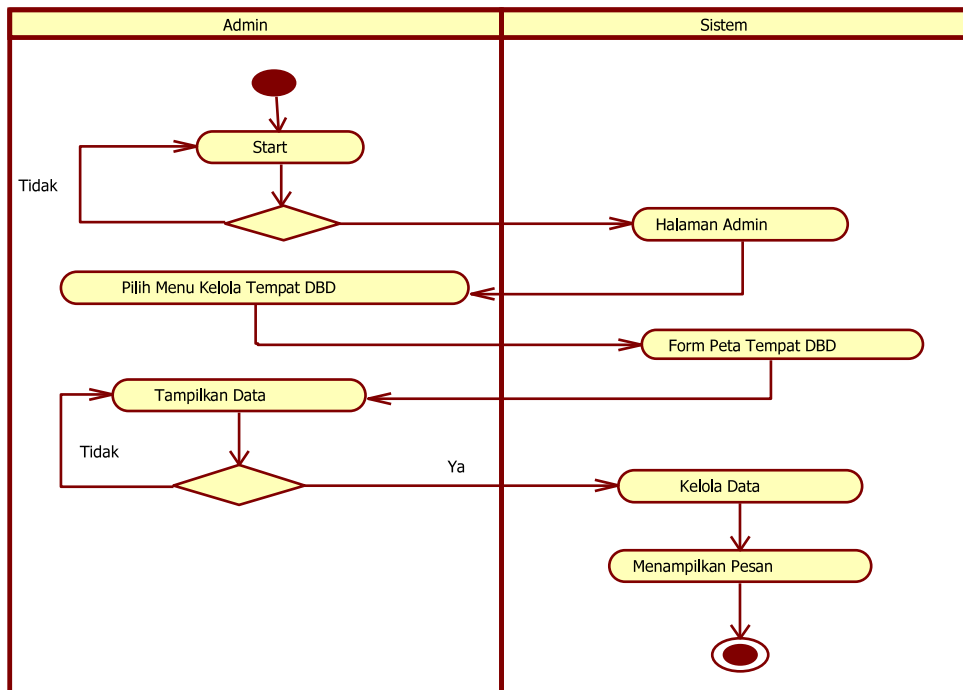 Admin
Sistem
Start
Tidak
Halaman Admin
Pilih Menu Kelola Tempat DBD
Form Peta Tempat DBD
Tampilkan Data
Tidak
Ya
Kelola Data
Menampilkan Pesan